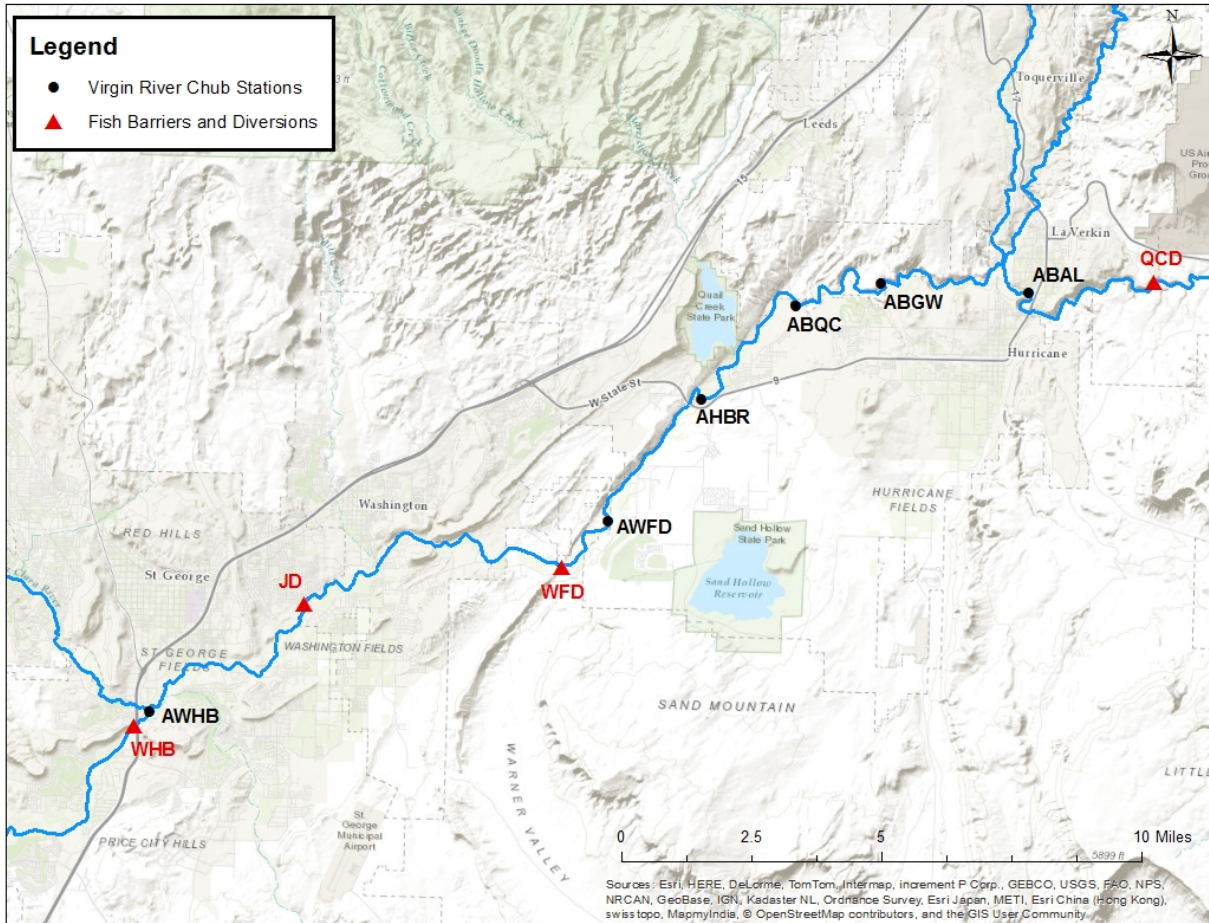 Legend
Virgin River Chub Stations
Fish Barriers and Diversions
N
Toquerville
17
Leeds
15
US Air
Pro
Gro
La Verkin
QCD
ABAL
ABGW
ABQC
Quail
Creek
State Park
Hurricane
9
W State St
AHBR
HURRICANE
FIELDS
Washington
AWFD
Sand Hollow
State Park
Sand Hollow
Reservoir
RED HILLS
St George
JD
WFD
ST GEORGE
FIELDS
WASHINGTON FIELDS
AWHB
WHB
SAND MOUNTAIN
WARNER VALLEY
LITTLE
St
George
Municipal
Airport
PRICE CITY HILLS
0 2.5 5 10 Miles
5899 ft
Sources: Esri, HERE, DeLorme, TomTom, Intermap, increment P Corp., GEBCO, USGS, FAO, NPS,
NRCAN, GeoBase, IGN, Kadaster NL, Ordnance Survey, Esri Japan, METI, Esri China (Hong Kong),
swisstopo, MapmyIndia, © OpenStreetMap contributors, and the GIS User Community